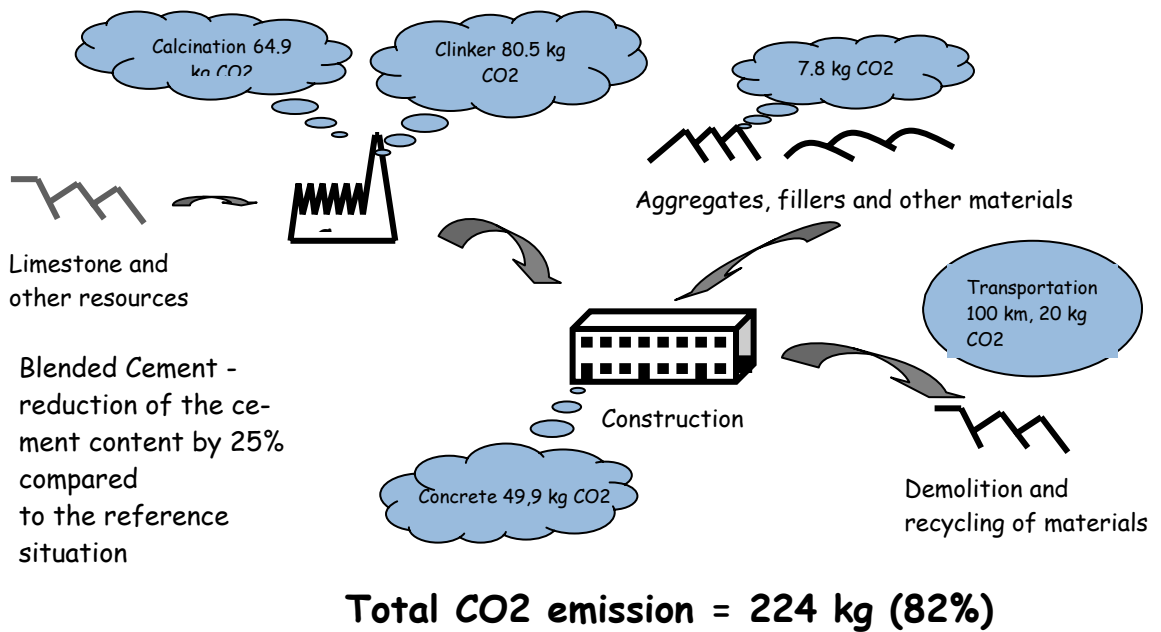 Calcination 64.9
kg CO2
Clinker 80.5 kg
CO2
7.8 kg CO2
Aggregates, fillers and other materials
Limestone and
other resources
Transportation
100 km, 20 kg
CO2
Blended Cement -
reduction of the ce-
ment content by 25%
compared
to the reference
situation
Construction
Concrete 49,9 kg CO2
Demolition and
recycling of materials
Total CO2 emission = 224 kg (82%)